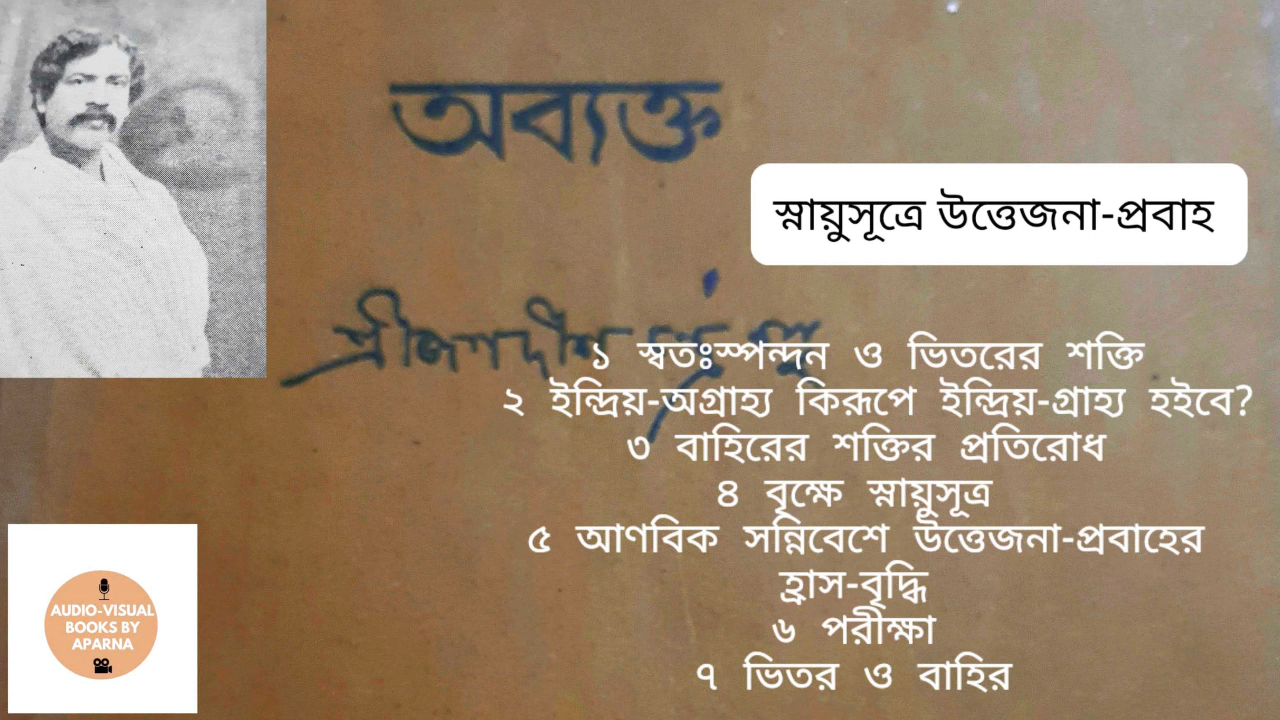 অব্যক্ত
স্নায়ুসূত্রে উত্তেজনা-প্রবাহ
শ্রীজগদীশ
১ স্বতঃস্পন্দন ও ভিতরের শক্তি
২ ইন্দ্রিয়-অগ্রাহ্য কিরূপে ইন্দ্রিয়-গ্রাহ্য হইবে?
৩ বাহিরের শক্তির প্রতিরোধ
৪ বৃক্ষে স্নায়ুসূত্র
৫ আণবিক সন্নিবেশে উত্তেজনা-প্রবাহের
হ্রাস-বৃদ্ধি
৬ পরীক্ষা
৭ ভিতর ও বাহির
AUDIO-VISUAL
BOOKS BY
APARNA